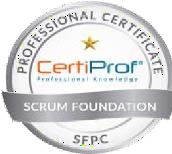 PROFESSIONAL CERTIFICATE
CertiProf®
Professional Knowledge
SCRUM FOUNDATION
SFPC